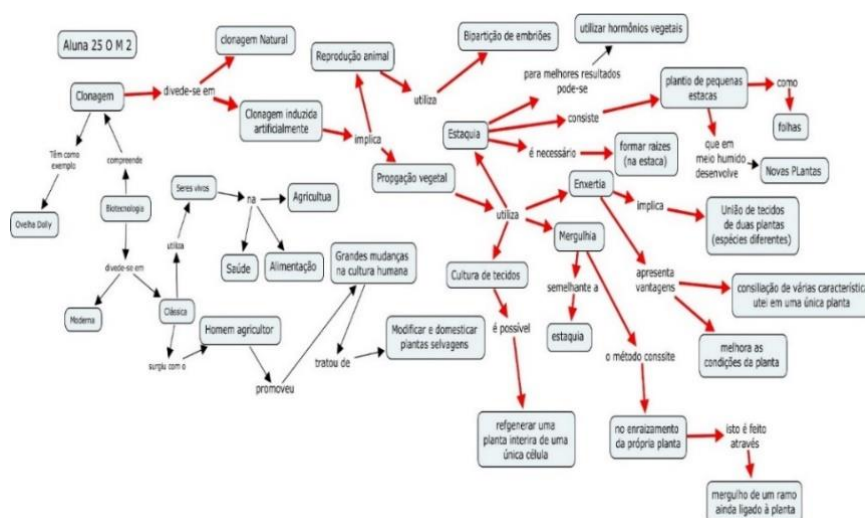 Aluna 25 O M 2
clonagem Natural
Clonagem
divede-se em
Clonagem induzida
artificialmente
Têm como
exemplo
compreende
Ovelha Dolly
Biotecnologia
divede-se em
Moderna
Clássica
utiliza
Seres vivos
na
Agricultua
Saúde
Alimentação
surgiu com o
Homem agricultor
promoveu
Grandes mudanças
na cultura humana
tratou de
Modificar e domesticar
plantas selvagens
implica
Reprodução animal
utiliza
Bipartição de embriões
Propgação vegetal
utiliza
Estaquia
para melhores resultados
pode-se
utilizar hormônios vegetais
consiste
plantio de pequenas
estacas
como
folhas
que em
meio humido
desenvolve
Novas PLantas
é necessário
formar raízes
(na estaca)
Enxertia
implica
União de tecidos
de duas plantas
(espécies diferentes)
apresenta
vantagens
consiliação de várias característica
utei em uma única planta
melhora as
condições da planta
Mergulhia
semelhante a
estaquia
o método conssite
no enraizamento
da própria planta
isto é feito
através
mergulho de um ramo
ainda ligado à planta
Cultura de tecidos
é possível
refgenerar uma
planta interira de uma
única célula